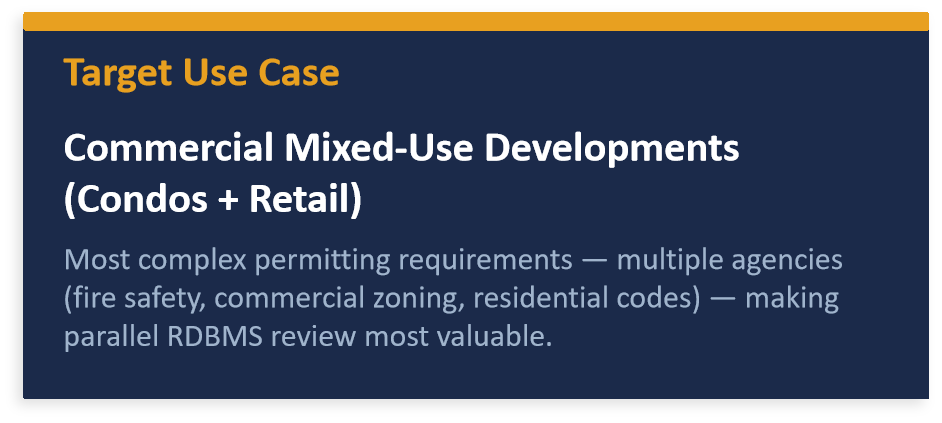 Target Use Case
Commercial Mixed-Use Developments
(Condos + Retail)
Most complex permitting requirements — multiple agencies
(fire safety, commercial zoning, residential codes) — making
parallel RDBMS review most valuable.